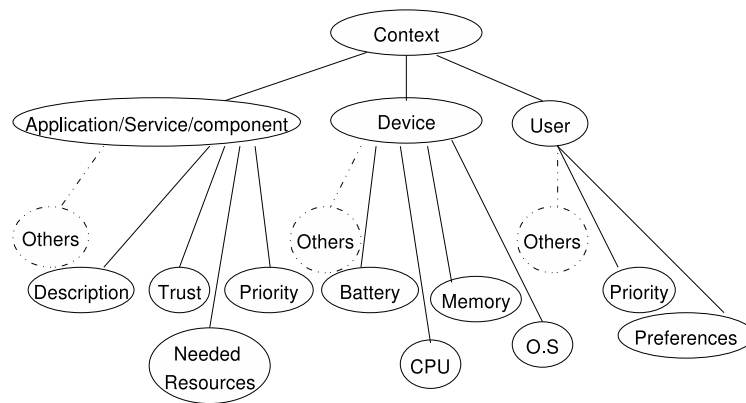 Context
Application/Service/component
Device
User
Others
Others
Others
Description
Trust
Priority
Battery
Memory
Priority
Preferences
Needed
Resources
CPU
O.S